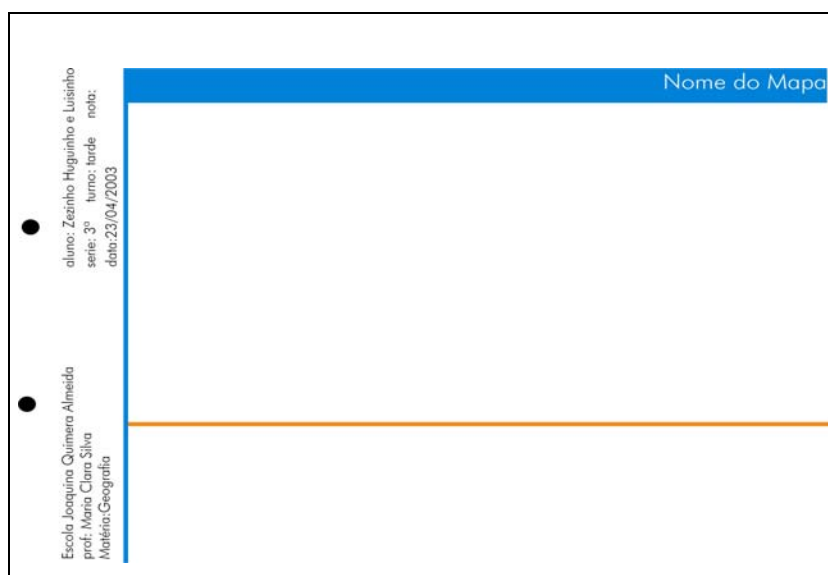 Nome do Mapa
aluno: Zezinho Huguinho e Luisinho
serie: 3ª turno: tarde nota:
data:23/04/2003
Escola Joaquina Quimera Almeida
prof: Maria Clara Silva
Matéria:Geografia